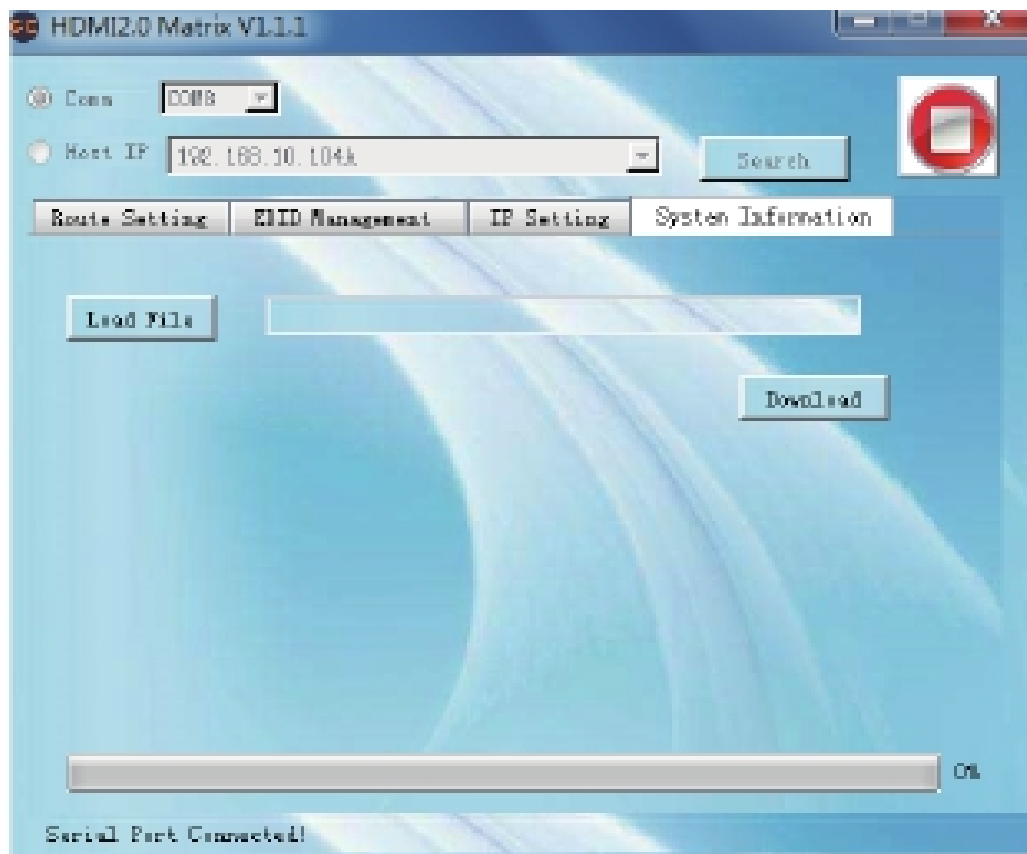 HDMI2.0 Matrix V1.1.1
Comm COM8
Host IP 192.168.10.104A Search
Route Setting EDID Management IP Setting System Information
Load File
Download
0%
Serial Port Connected!